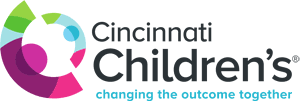 Cincinnati
Children's®
changing the outcome together